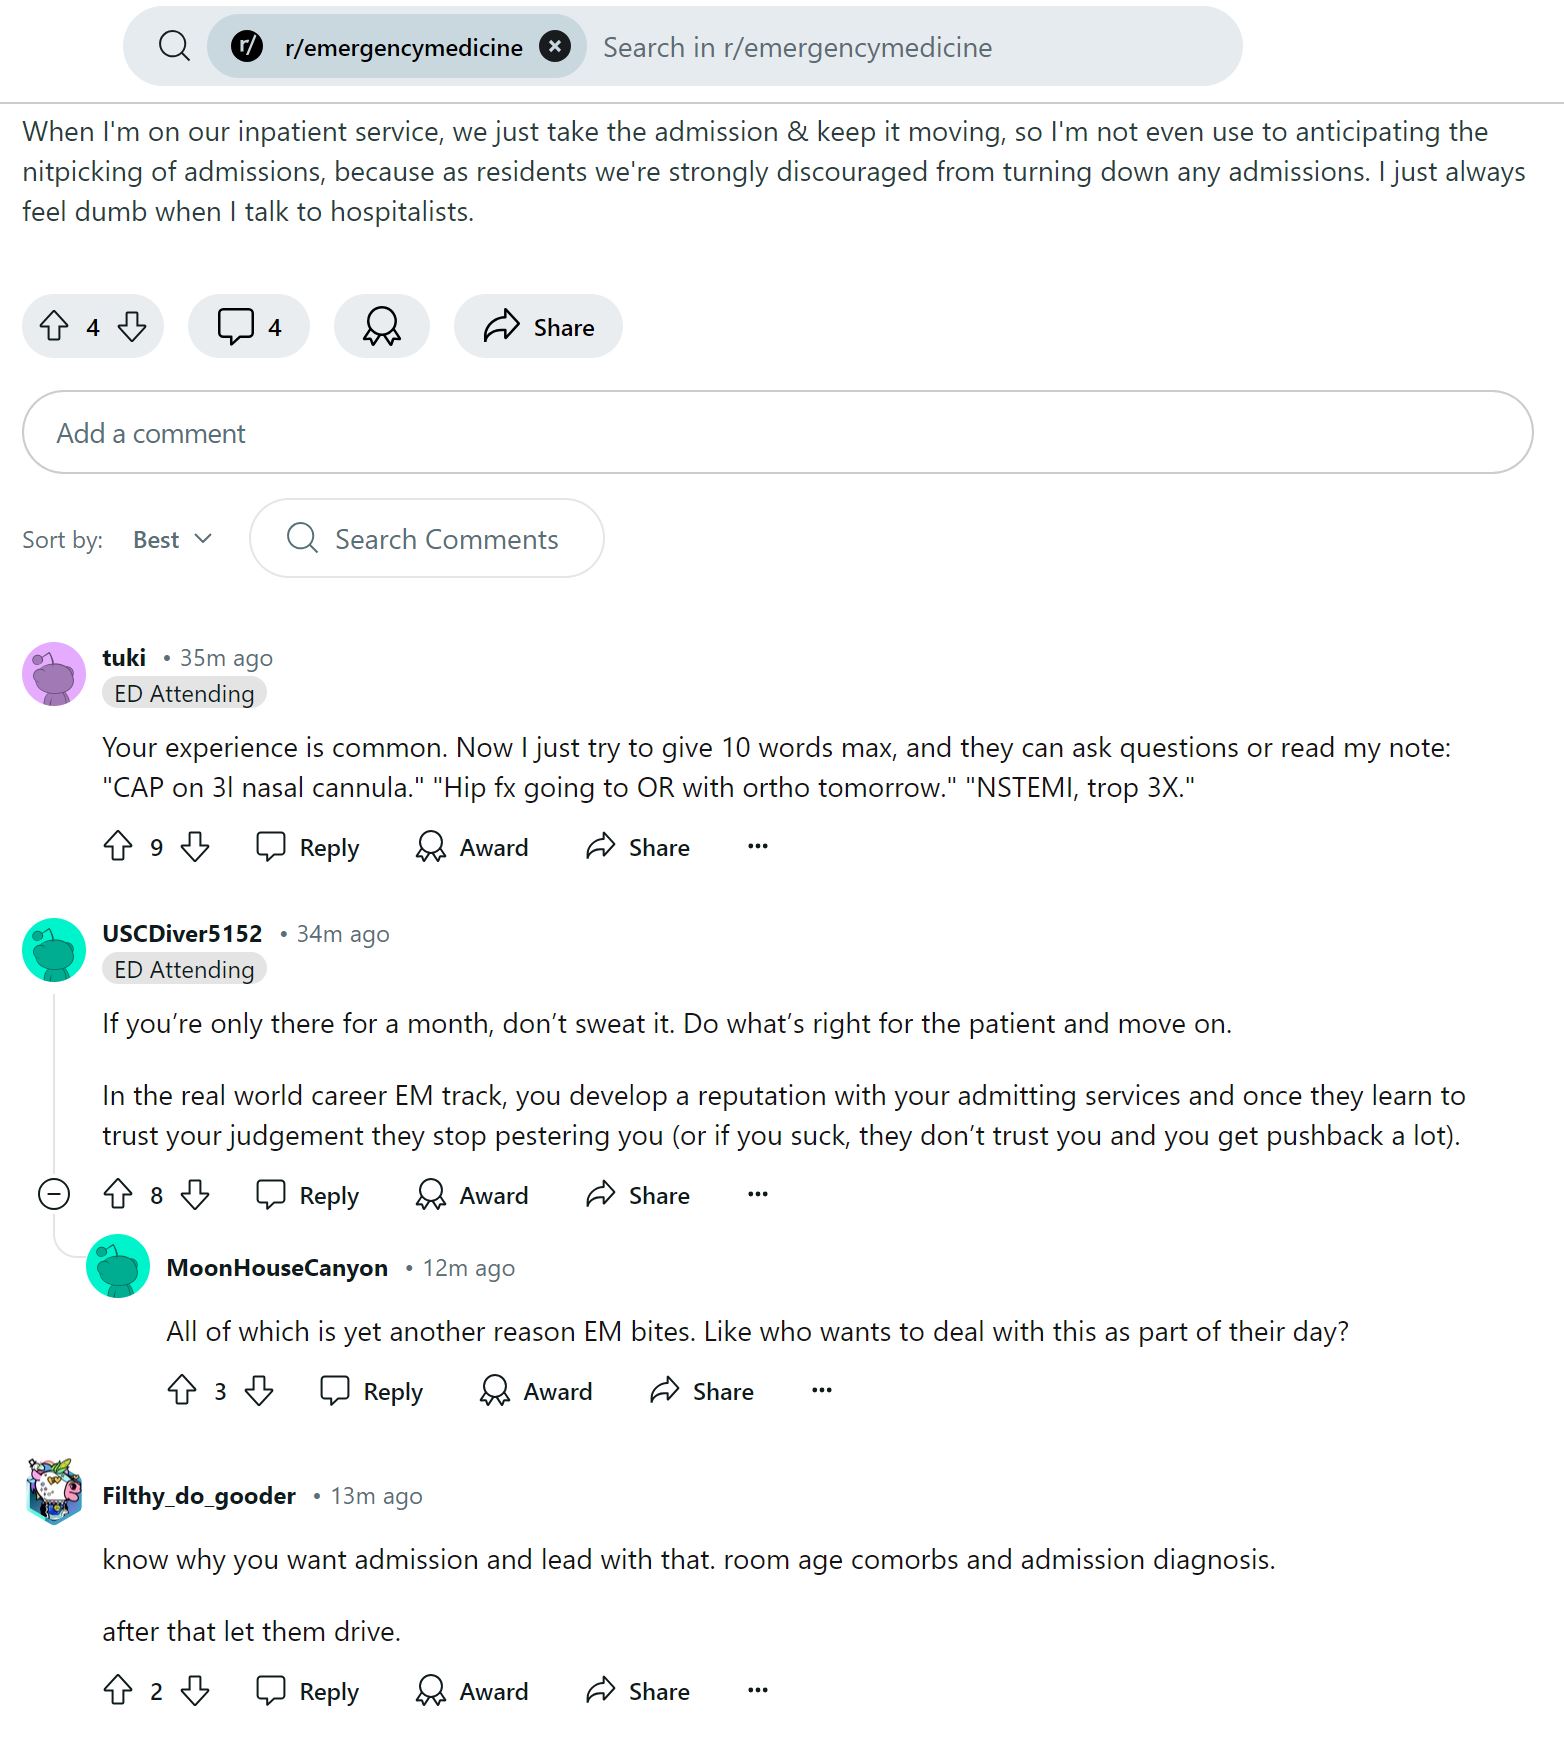 r/ r/emergencymedicine Search in r/emergencymedicine
When I'm on our inpatient service, we just take the admission & keep it moving, so I'm not even use to anticipating the
nitpicking of admissions, because as residents we're strongly discouraged from turning down any admissions. I just always
feel dumb when I talk to hospitalists.
4 4 Share
Add a comment
Sort by: Best Search Comments
tuki • 35m ago
ED Attending
Your experience is common. Now I just try to give 10 words max, and they can ask questions or read my note:
"CAP on 3l nasal cannula." "Hip fx going to OR with ortho tomorrow." "NSTEMI, trop 3X."
9 Reply Award Share ...
USCDiver5152 • 34m ago
ED Attending
If you’re only there for a month, don’t sweat it. Do what’s right for the patient and move on.
In the real world career EM track, you develop a reputation with your admitting services and once they learn to
trust your judgement they stop pestering you (or if you suck, they don’t trust you and you get pushback a lot).
8 Reply Award Share ...
MoonHouseCanyon • 12m ago
All of which is yet another reason EM bites. Like who wants to deal with this as part of their day?
3 Reply Award Share ...
Filthy_do_gooder • 13m ago
know why you want admission and lead with that. room age comorbs and admission diagnosis.
after that let them drive.
2 Reply Award Share ...